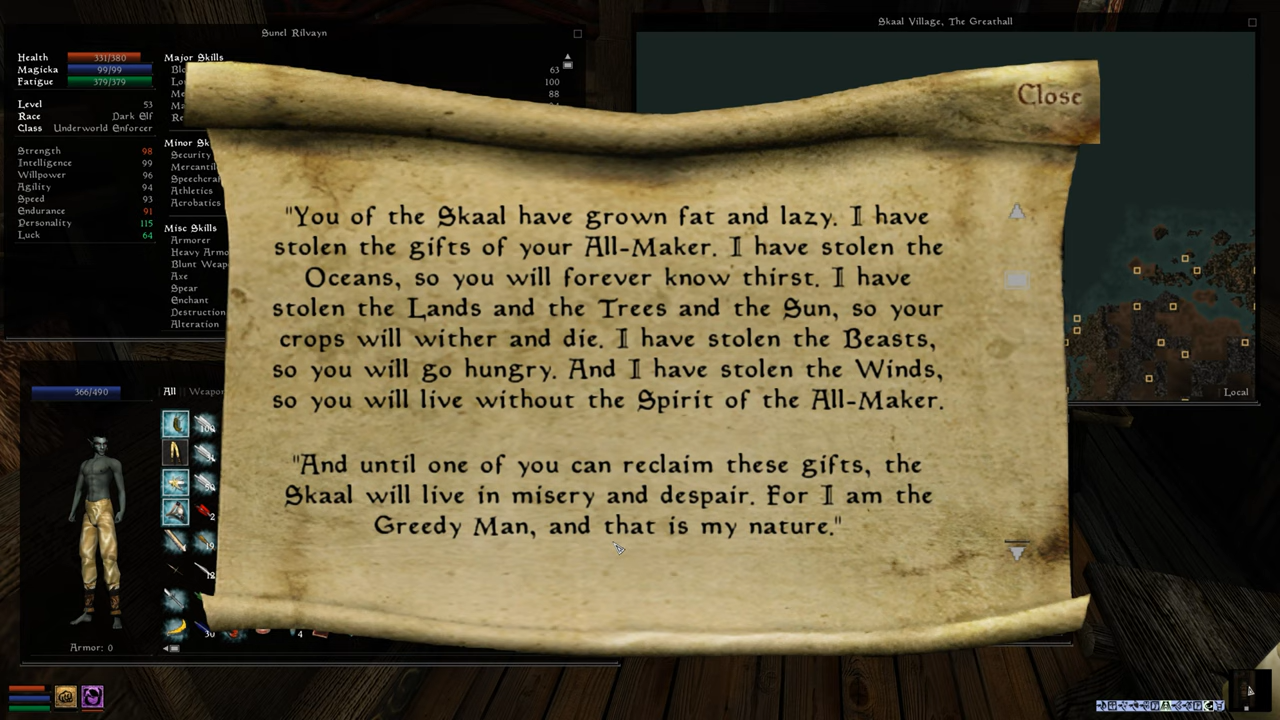 Sunel Rilvayn
Skaal Village, The Greathall
Health 331/380
Magicka 99/99
Fatigue 379/379
Level 53
Race Dark Elf
Class Underworld Enforcer
Strength 98
Intelligence 99
Willpower 96
Agility 94
Speed 93
Endurance 91
Personality 115
Luck 64
Major Skills
63
100
88
Minor Sk
Security
Mercantil
Speechcra
Athletics
Acrobatics
Misc Skills
Armorer
Heavy Armo
Blunt Weap
Axe
Spear
Enchant
Destruction
Alteration
Close
"You of the Skaal have grown fat and lazy. I have
stolen the gifts of your All-Maker. I have stolen the
Oceans, so you will forever know thirst. I have
stolen the Lands and the Trees and the Sun, so your
crops will wither and die. I have stolen the Beasts,
so you will go hungry. And I have stolen the Winds,
so you will live without the Spirit of the All-Maker.
"And until one of you can reclaim these gifts, the
Skaal will live in misery and despair. For I am the
Greedy Man, and that is my nature."
366/490
All Weapon
2
19
12
30
4
Armor: 0
Local